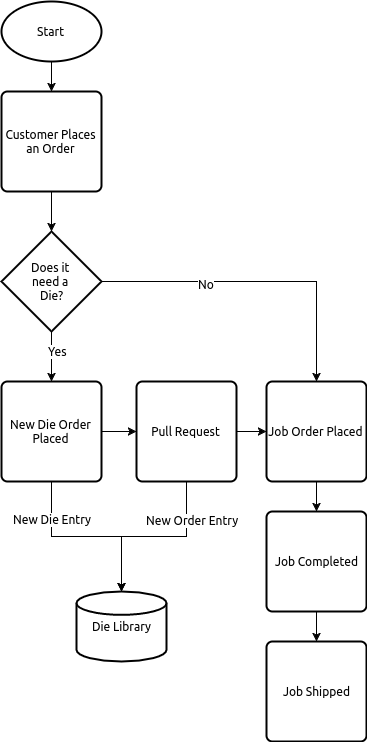 Start
Customer Places
an Order
Does it
need a
Die?
No
Yes
New Die Order
Placed
Pull Request
Job Order Placed
New Die Entry
New Order Entry
Job Completed
Die Library
Job Shipped